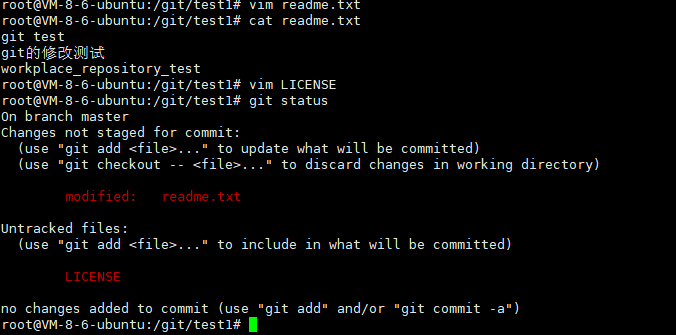 root@VM-8-6-ubuntu:/git/test1# vim readme.txt
root@VM-8-6-ubuntu:/git/test1# cat readme.txt
git test
git的修改测试
workplace_repository_test
root@VM-8-6-ubuntu:/git/test1# vim LICENSE
root@VM-8-6-ubuntu:/git/test1# git status
On branch master
Changes not staged for commit:
  (use "git add <file>..." to update what will be committed)
  (use "git checkout -- <file>..." to discard changes in working directory)
        modified:   readme.txt
Untracked files:
  (use "git add <file>..." to include in what will be committed)
        LICENSE
no changes added to commit (use "git add" and/or "git commit -a")
root@VM-8-6-ubuntu:/git/test1#